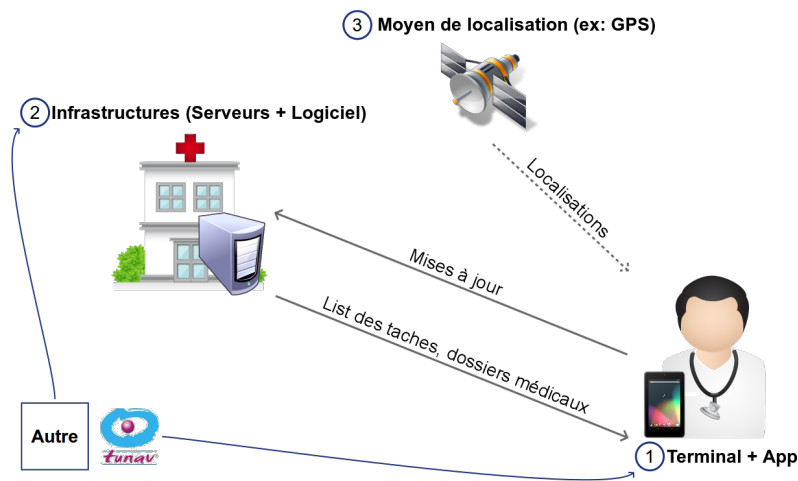 3 Moyen de localisation (ex: GPS)
2 Infrastructures (Serveurs + Logiciel)
Localisations
Mises à jour
List des taches, dossiers médicaux
Autre
tunav
1 Terminal + App